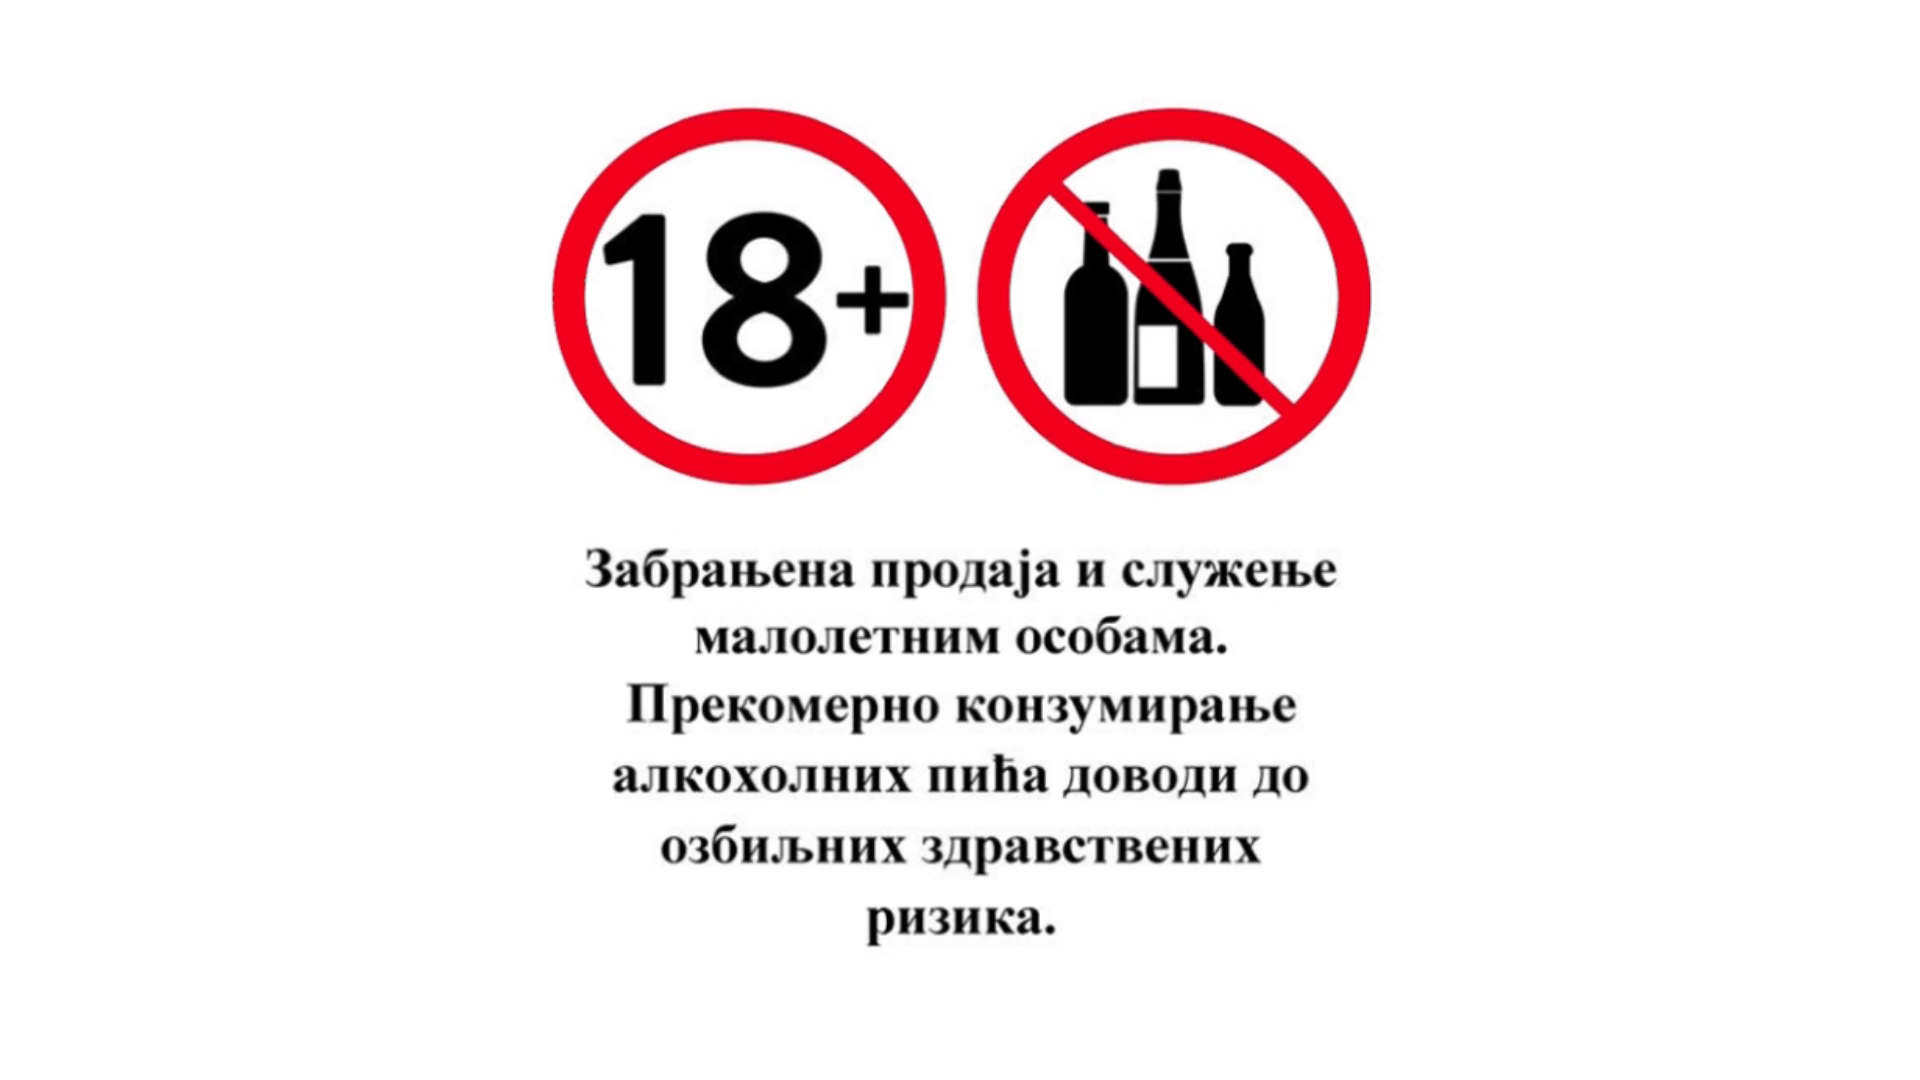 18+
Забрањена продаја и служење
малолетним особама.
Прекомерно конзумирање
алкохолних пића доводи до
озбиљних здравствених
ризика.